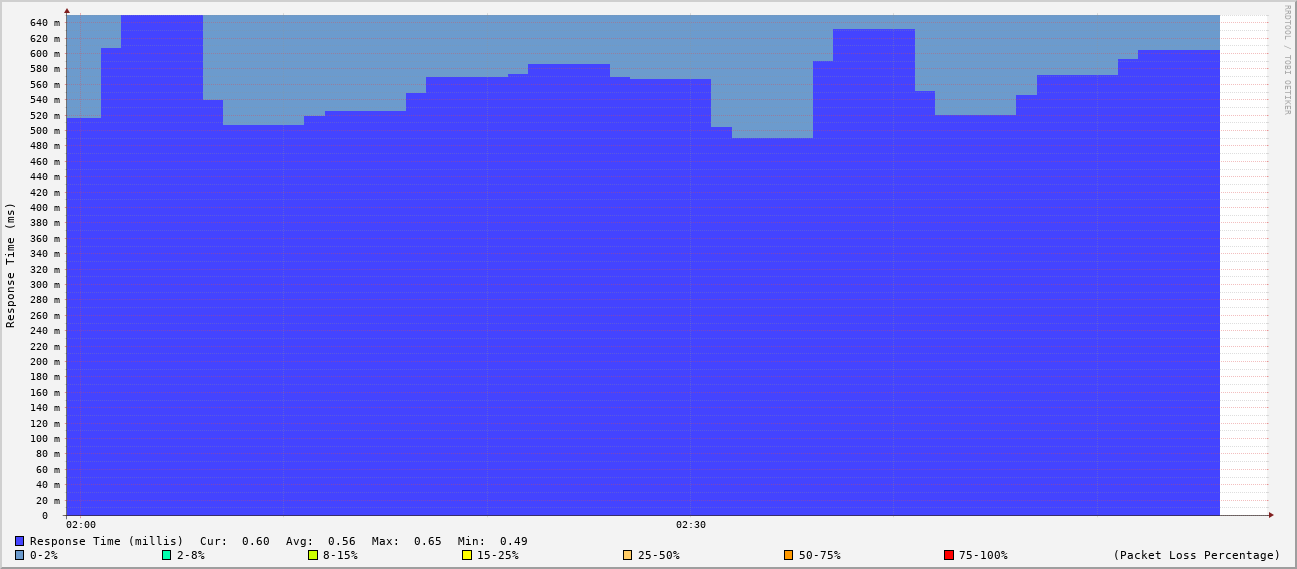 RRDTOOL / TOBI OETIKER
Response Time (ms)
640 m
620 m
600 m
580 m
560 m
540 m
520 m
500 m
480 m
460 m
440 m
420 m
400 m
380 m
360 m
340 m
320 m
300 m
280 m
260 m
240 m
220 m
200 m
180 m
160 m
140 m
120 m
100 m
80 m
60 m
40 m
20 m
0
02:00 02:30
Response Time (millis) Cur: 0.60 Avg: 0.56 Max: 0.65 Min: 0.49
0-2% 2-8% 8-15% 15-25% 25-50% 50-75% 75-100% (Packet Loss Percentage)